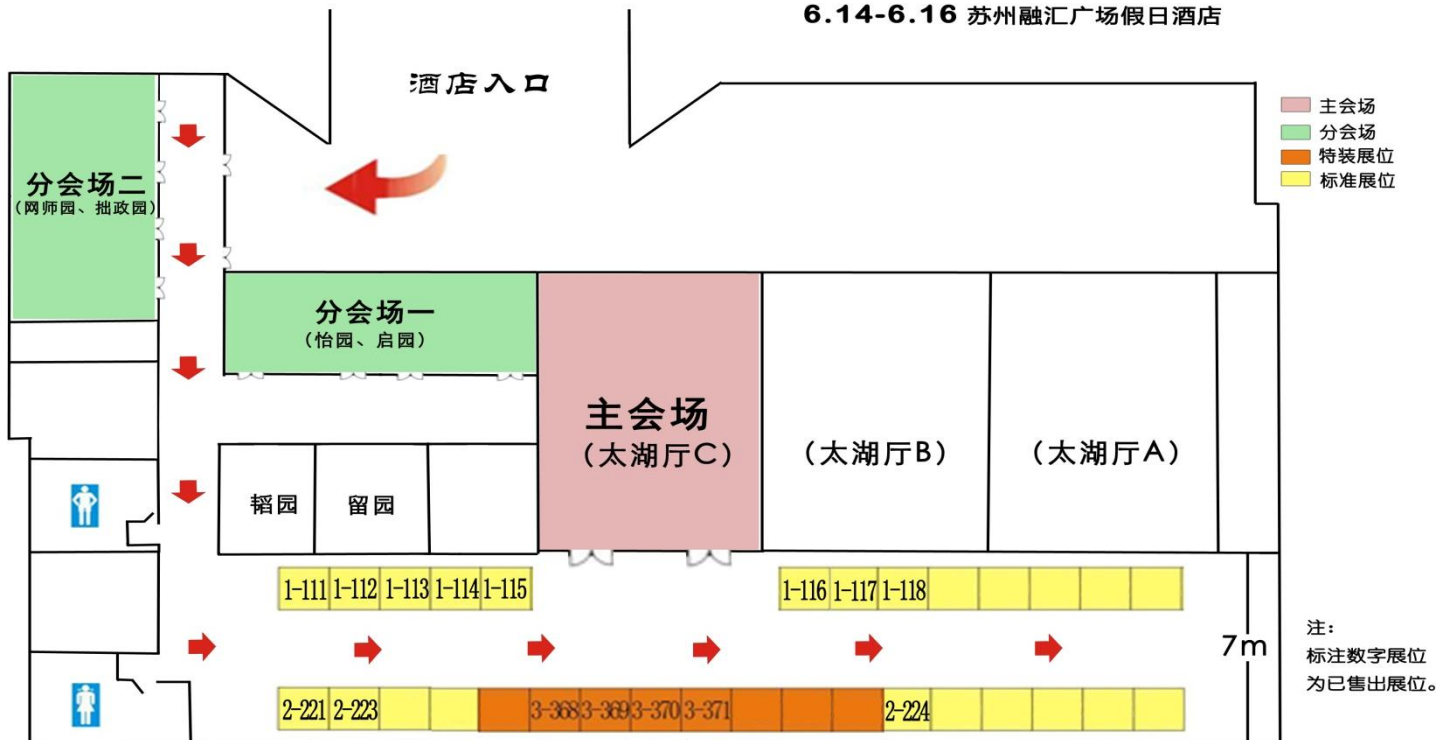 6.14-6.16 苏州融汇广场假日酒店
酒店入口
主会场
分会场
特装展位
标准展位
分会场二
(网师园、拙政园)
分会场一
(怡园、启园)
主会场
(太湖厅C)
(太湖厅B)
(太湖厅A)
韬园
留园
1-111 1-112 1-113 1-114 1-115
1-116 1-117 1-118
7m
注:
标注数字展位
为已售出展位。
2-221 2-223
3-368 3-369 3-370 3-371
2-224